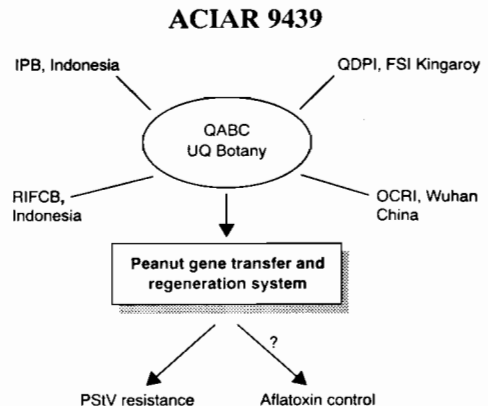 ACIAR 9439
IPB, Indonesia
QDPI, FSI Kingaroy
QABC
UQ Botany
RIFCB,
Indonesia
OCRI, Wuhan
China
Peanut gene transfer and
regeneration system
?
PStV resistance
Aflatoxin control